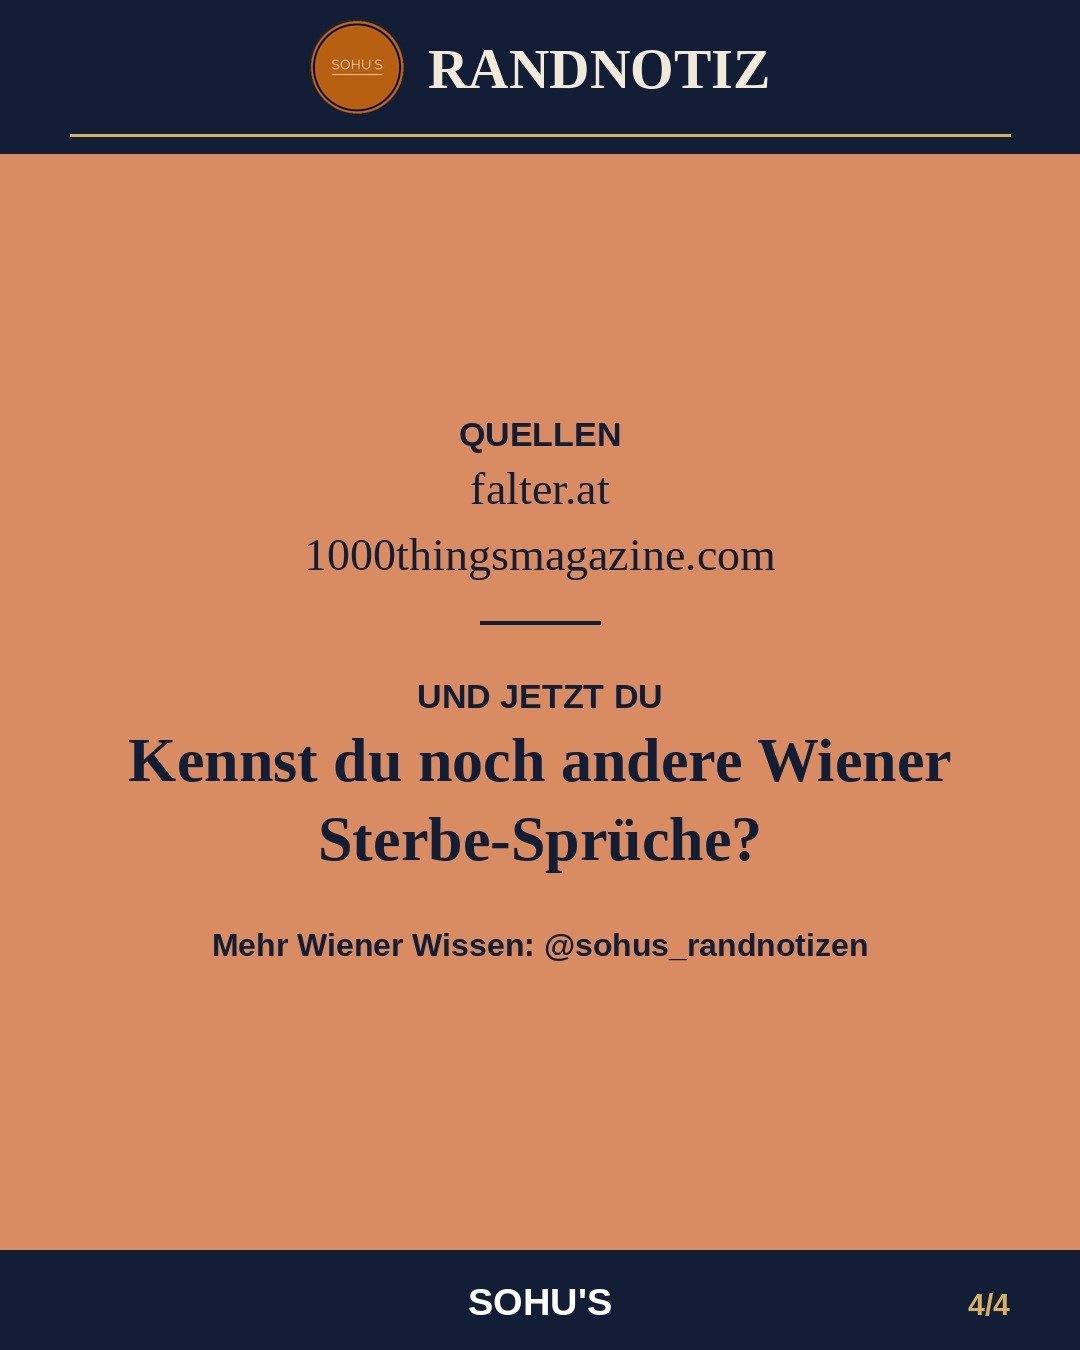 SOHU'S
RANDNOTIZ
QUELLEN
falter.at
1000thingsmagazine.com
UND JETZT DU
Kennst du noch andere Wiener
Sterbe-Sprüche?
Mehr Wiener Wissen: @sohus_randnotizen
SOHU'S
4/4